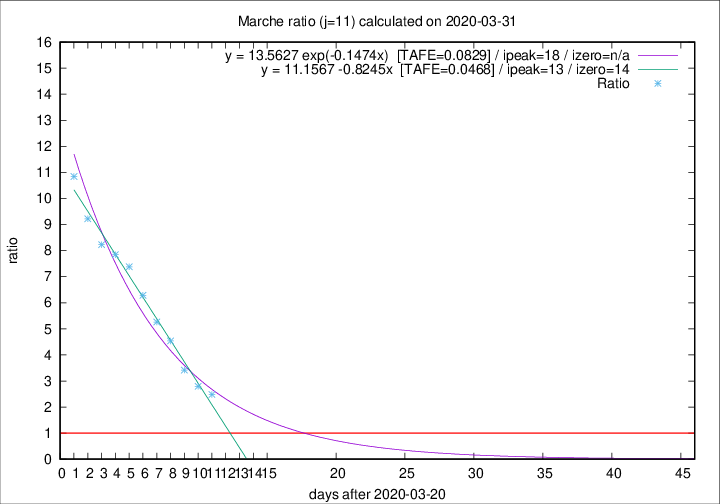 Marche ratio (j=11) calculated on 2020-03-31
y = 13.5627 exp(-0.1474x) [TAFE=0.0829] / ipeak=18 / izero=n/a
y = 11.1567 -0.8245x [TAFE=0.0468] / ipeak=13 / izero=14
Ratio
16
15
14
13
12
11
10
9
8
7
6
5
4
3
2
1
0
ratio
0 1 2 3 4 5 6 7 8 9 10 11 12 13 14 15 20 25 30 35 40 45
days after 2020-03-20